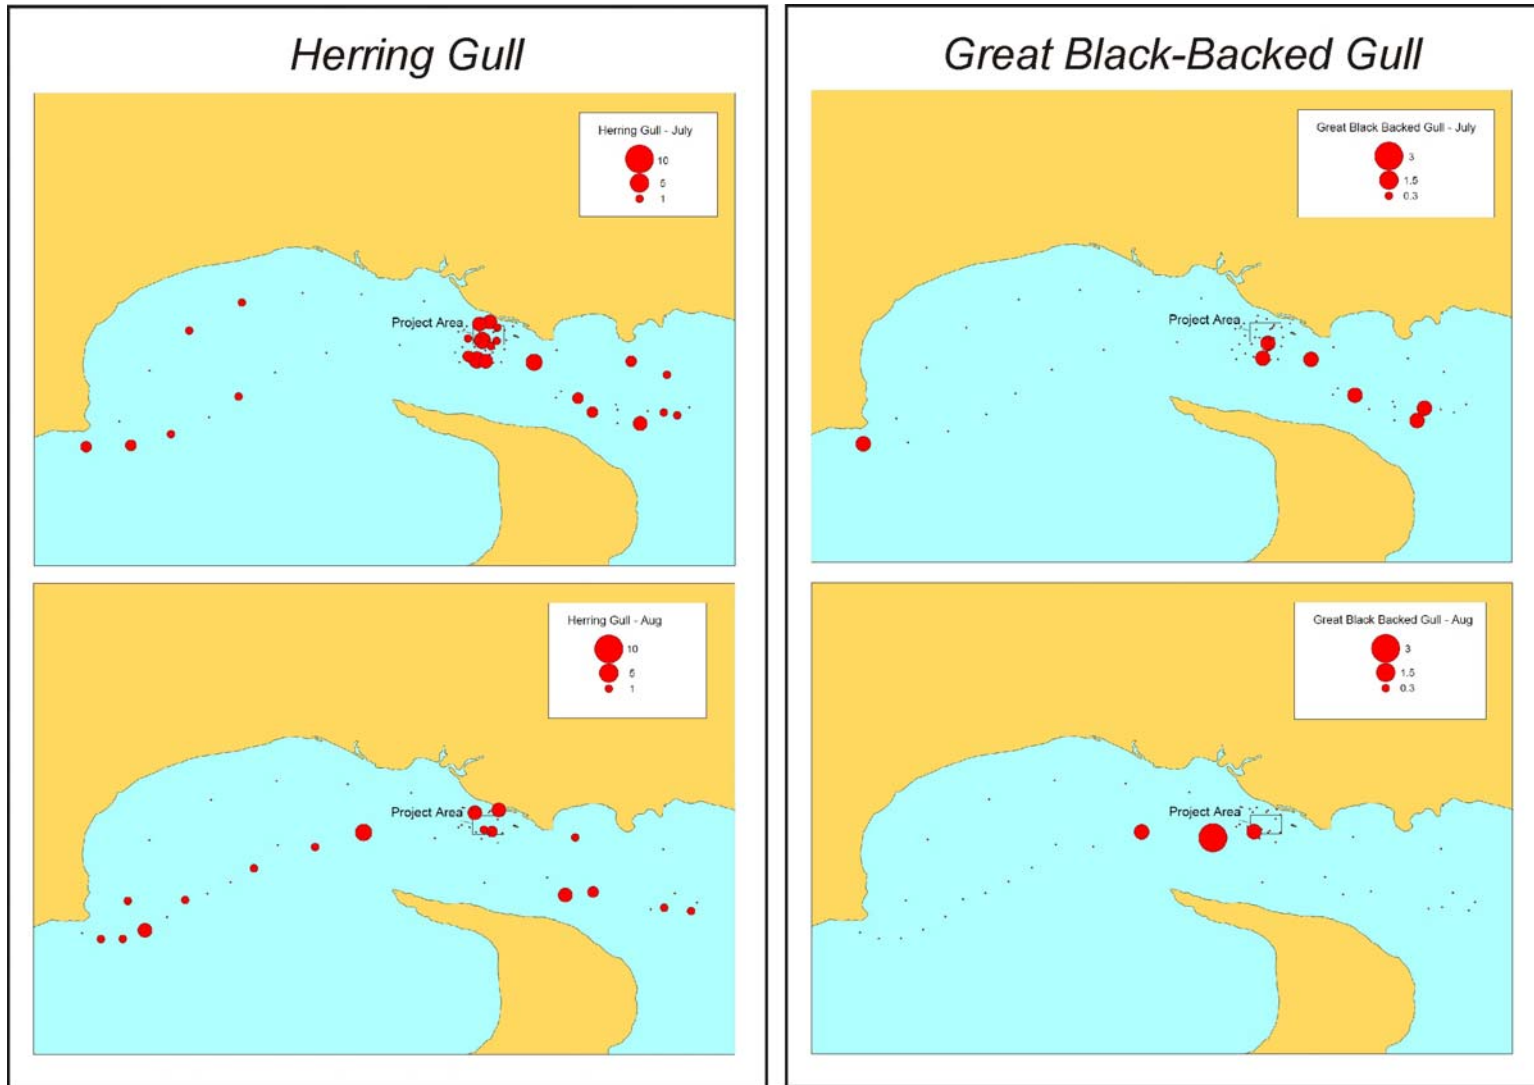 Herring Gull
Herring Gull - July
10
5
1
Project Area
Herring Gull - Aug
10
5
1
Project Area
Great Black-Backed Gull
Great Black Backed Gull - July
3
1.5
0.3
Project Area
Great Black Backed Gull - Aug
3
1.5
0.3
Project Area